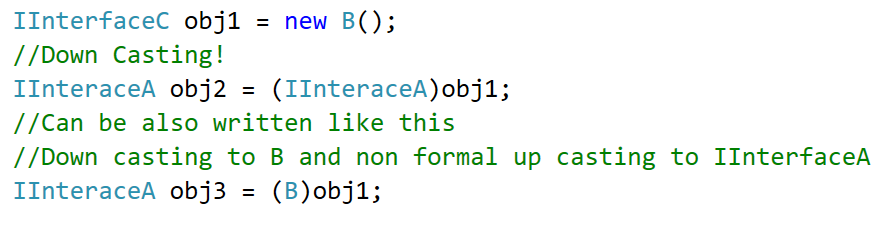 IInterfaceC obj1 = new B();
//Down Casting!
IInteraceA obj2 = (IInteraceA)obj1;
//Can be also written like this
//Down casting to B and non formal up casting to IInterfaceA
IInteraceA obj3 = (B)obj1;